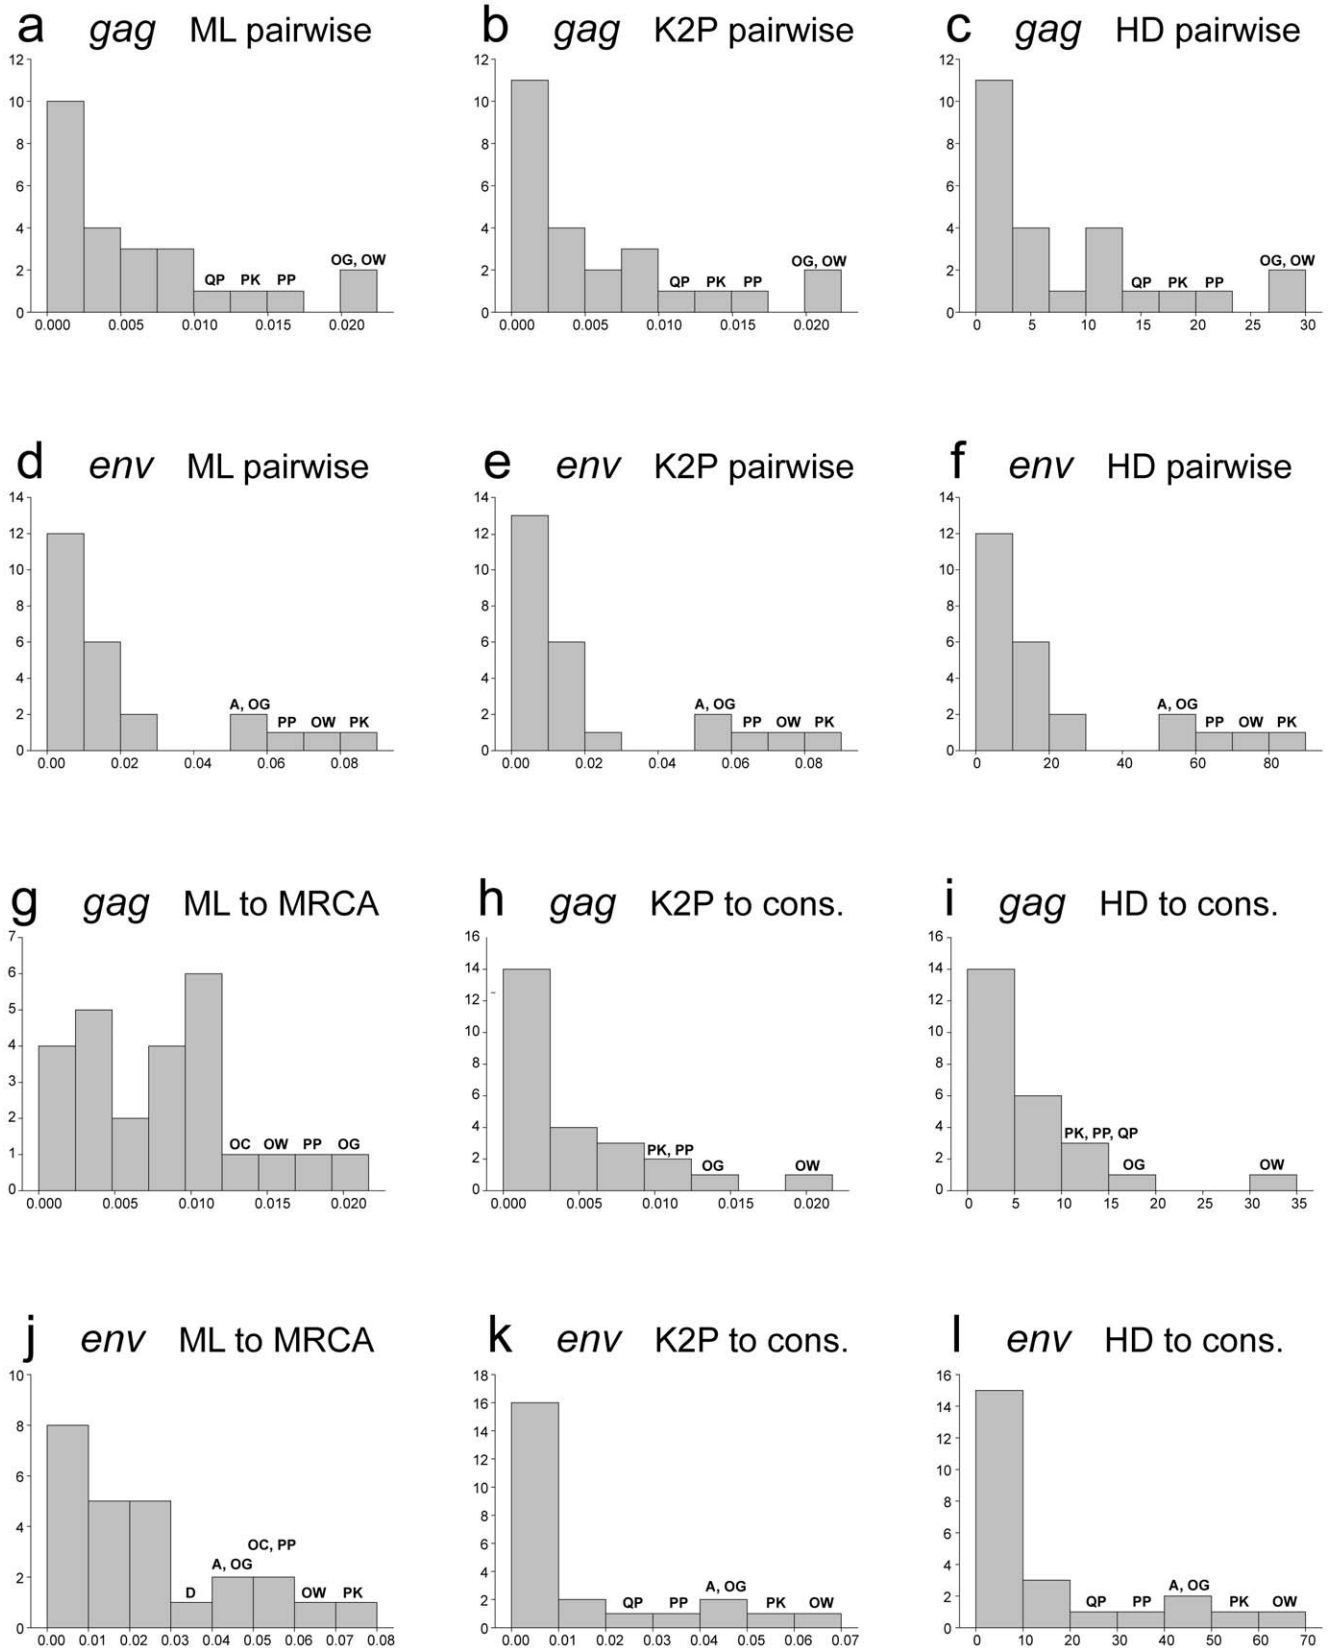 a gag ML pairwise
12
10
8
6
4
2
0
QP PK PP OG, OW
0.000 0.005 0.010 0.015 0.020
b gag K2P pairwise
12
10
8
6
4
2
0
QP PK PP OG, OW
0.000 0.005 0.010 0.015 0.020
c gag HD pairwise
12
10
8
6
4
2
0
QP PK PP OG, OW
0 5 10 15 20 25 30
d env ML pairwise
14
12
10
8
6
4
2
0
A, OG PP OW PK
0.00 0.02 0.04 0.06 0.08
e env K2P pairwise
14
12
10
8
6
4
2
0
A, OG PP OW PK
0.00 0.02 0.04 0.06 0.08
f env HD pairwise
14
12
10
8
6
4
2
0
A, OG PP OW PK
0 20 40 60 80
g gag ML to MRCA
7
6
5
4
3
2
1
0
OC OW PP OG
0.000 0.005 0.010 0.015 0.020
h gag K2P to cons.
16
14
12
10
8
6
4
2
0
PK, PP OG OW
0.000 0.005 0.010 0.015 0.020
i gag HD to cons.
16
14
12
10
8
6
4
2
0
PK, PP, QP OG OW
0 5 10 15 20 25 30 35
j env ML to MRCA
10
8
6
4
2
0
D A, OG OC, PP OW PK
0.00 0.01 0.02 0.03 0.04 0.05 0.06 0.07 0.08
k env K2P to cons.
18
16
14
12
10
8
6
4
2
0
QP PP A, OG PK OW
0.00 0.01 0.02 0.03 0.04 0.05 0.06 0.07
l env HD to cons.
16
14
12
10
8
6
4
2
0
QP PP A, OG PK OW
0 10 20 30 40 50 60 70